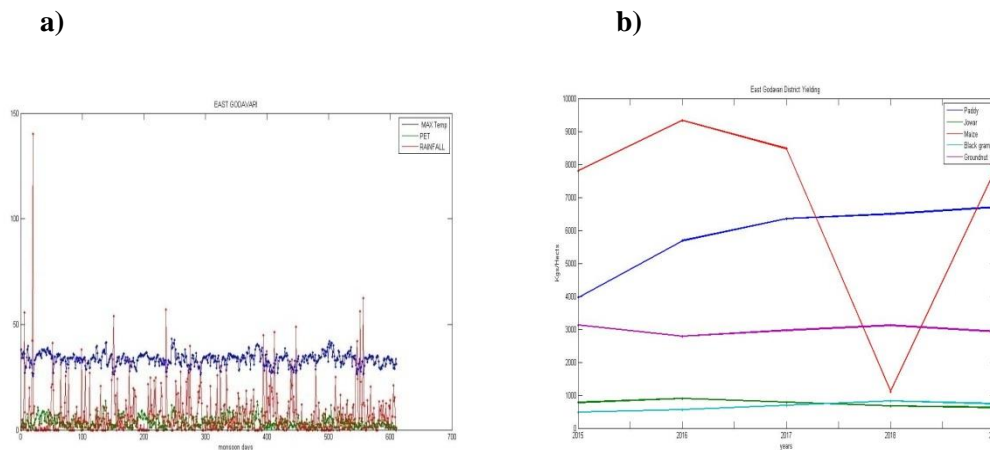 a)
b)
EAST GODAVARI
150
100
50
0
0 100 200 300 400 500 600 700
monsoon days
MAX Temp
PET
RAINFALL
East Godavari District Yielding
10000
9000
8000
7000
6000
5000
4000
3000
2000
1000
0
Kgs/Hects
2015 2016 2017 2018
years
Paddy
Jowar
Maize
Black gram
Groundnut